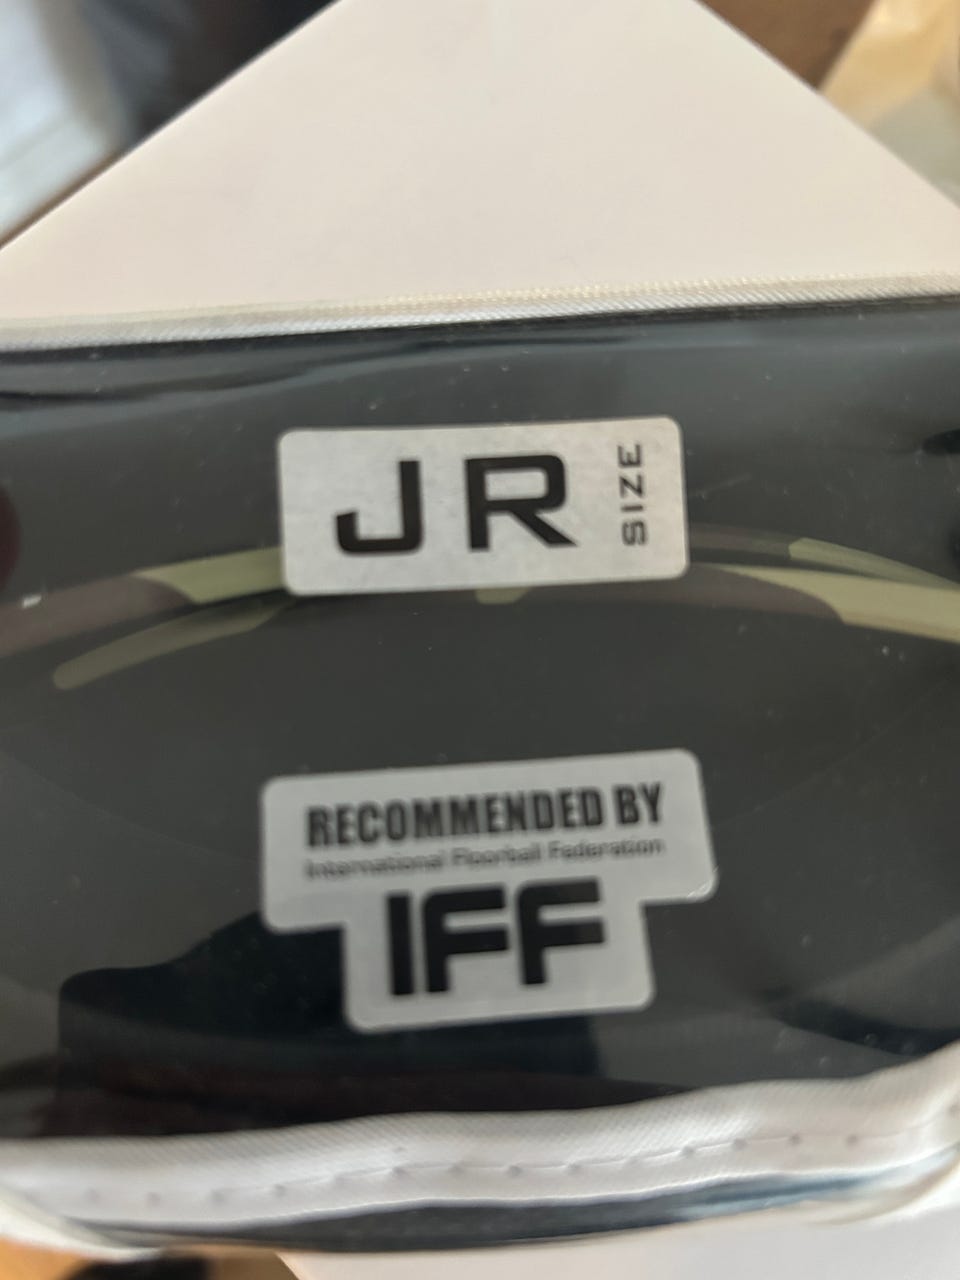 JR SIZE
RECOMMENDED BY
International Floorball Federation
IFF